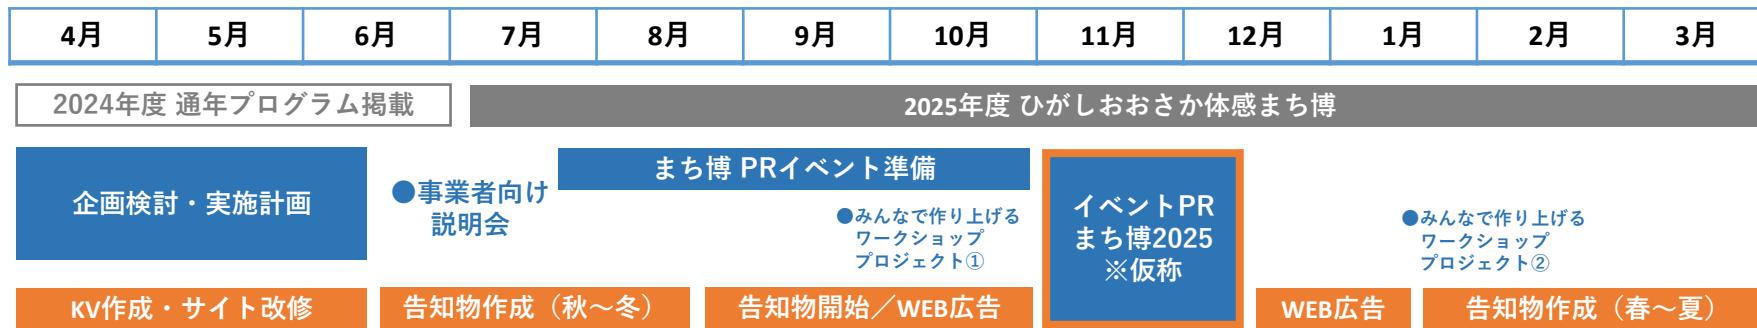 4月 5月 6月 7月 8月 9月 10月 11月 12月 1月 2月 3月
2024年度 通年プログラム掲載
2025年度 ひがしおおさか体感まち博
企画検討・実施計画
●事業者向け
説明会
まち博 PRイベント準備
●みんなで作り上げる
ワークショップ
プロジェクト①
イベントPR
まち博2025
※仮称
●みんなで作り上げる
ワークショップ
プロジェクト②
KV作成・サイト改修
告知物作成（秋～冬）
告知物開始／WEB広告
WEB広告
告知物作成（春～夏）